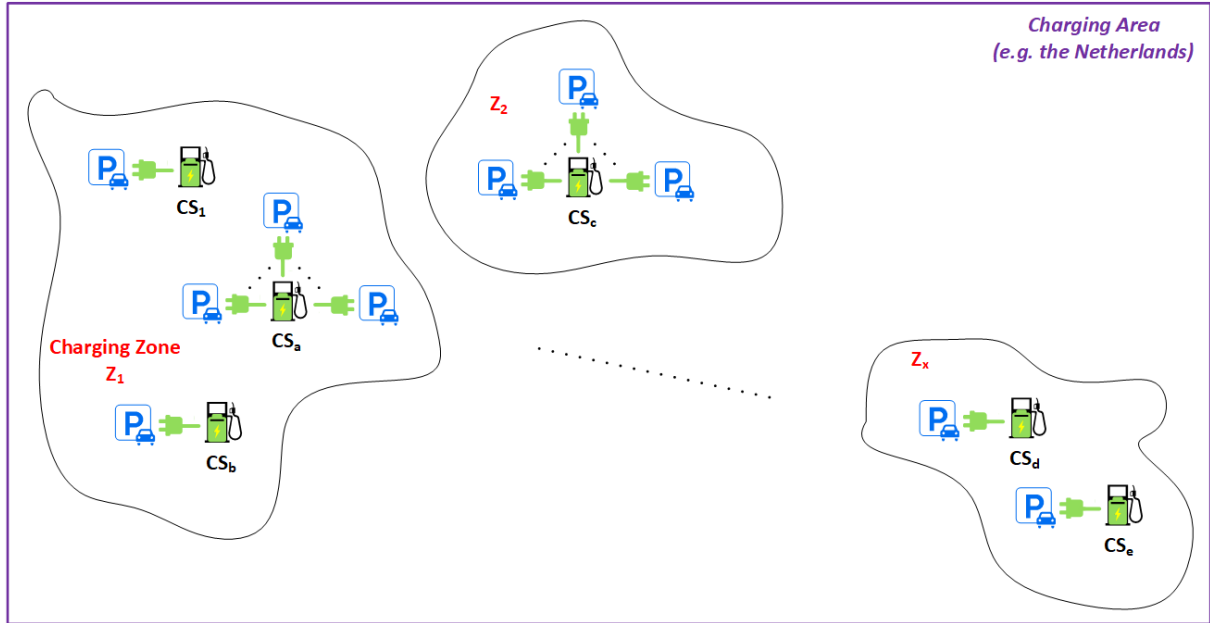 Charging Area
(e.g. the Netherlands)
P
Z₂
P
P
P
CS₁
CSc
P
P
P
CSₐ
Charging Zone
Z₁
Zₓ
P
P
CSb
CSd
P
CSₑ